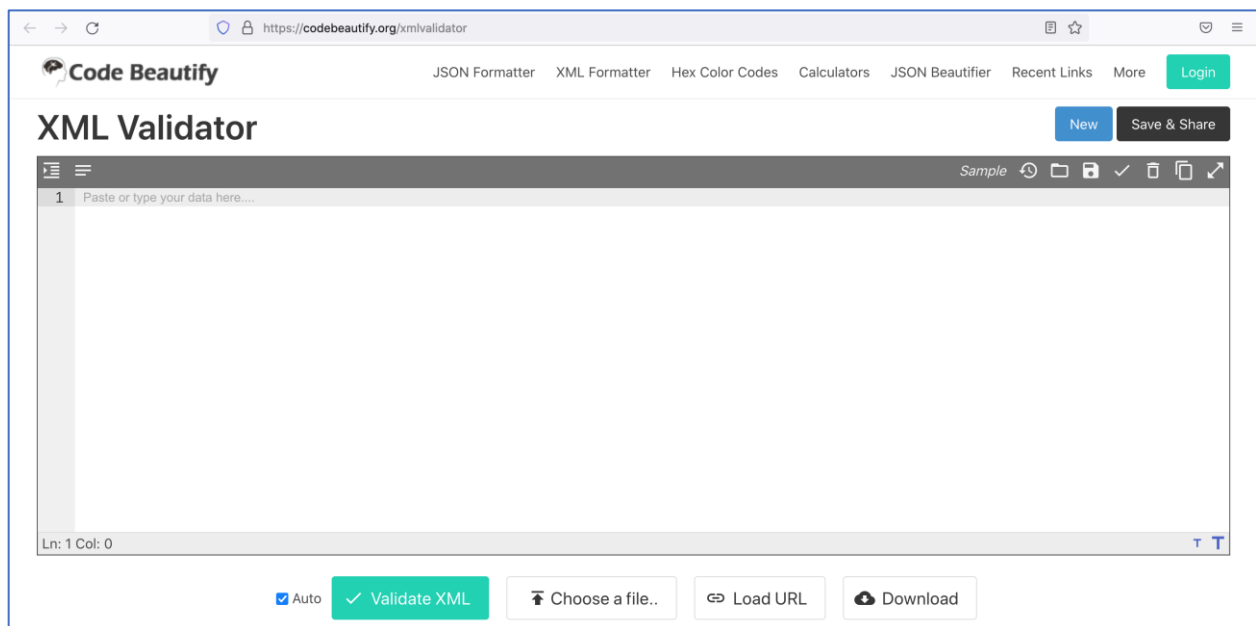 https://codebeautify.org/xmlvalidator
Code Beautify JSON Formatter XML Formatter Hex Color Codes Calculators JSON Beautifier Recent Links More Login
XML Validator New Save & Share
Sample
1 Paste or type your data here....
Ln: 1 Col: 0 T T
Auto Validate XML Choose a file.. Load URL Download